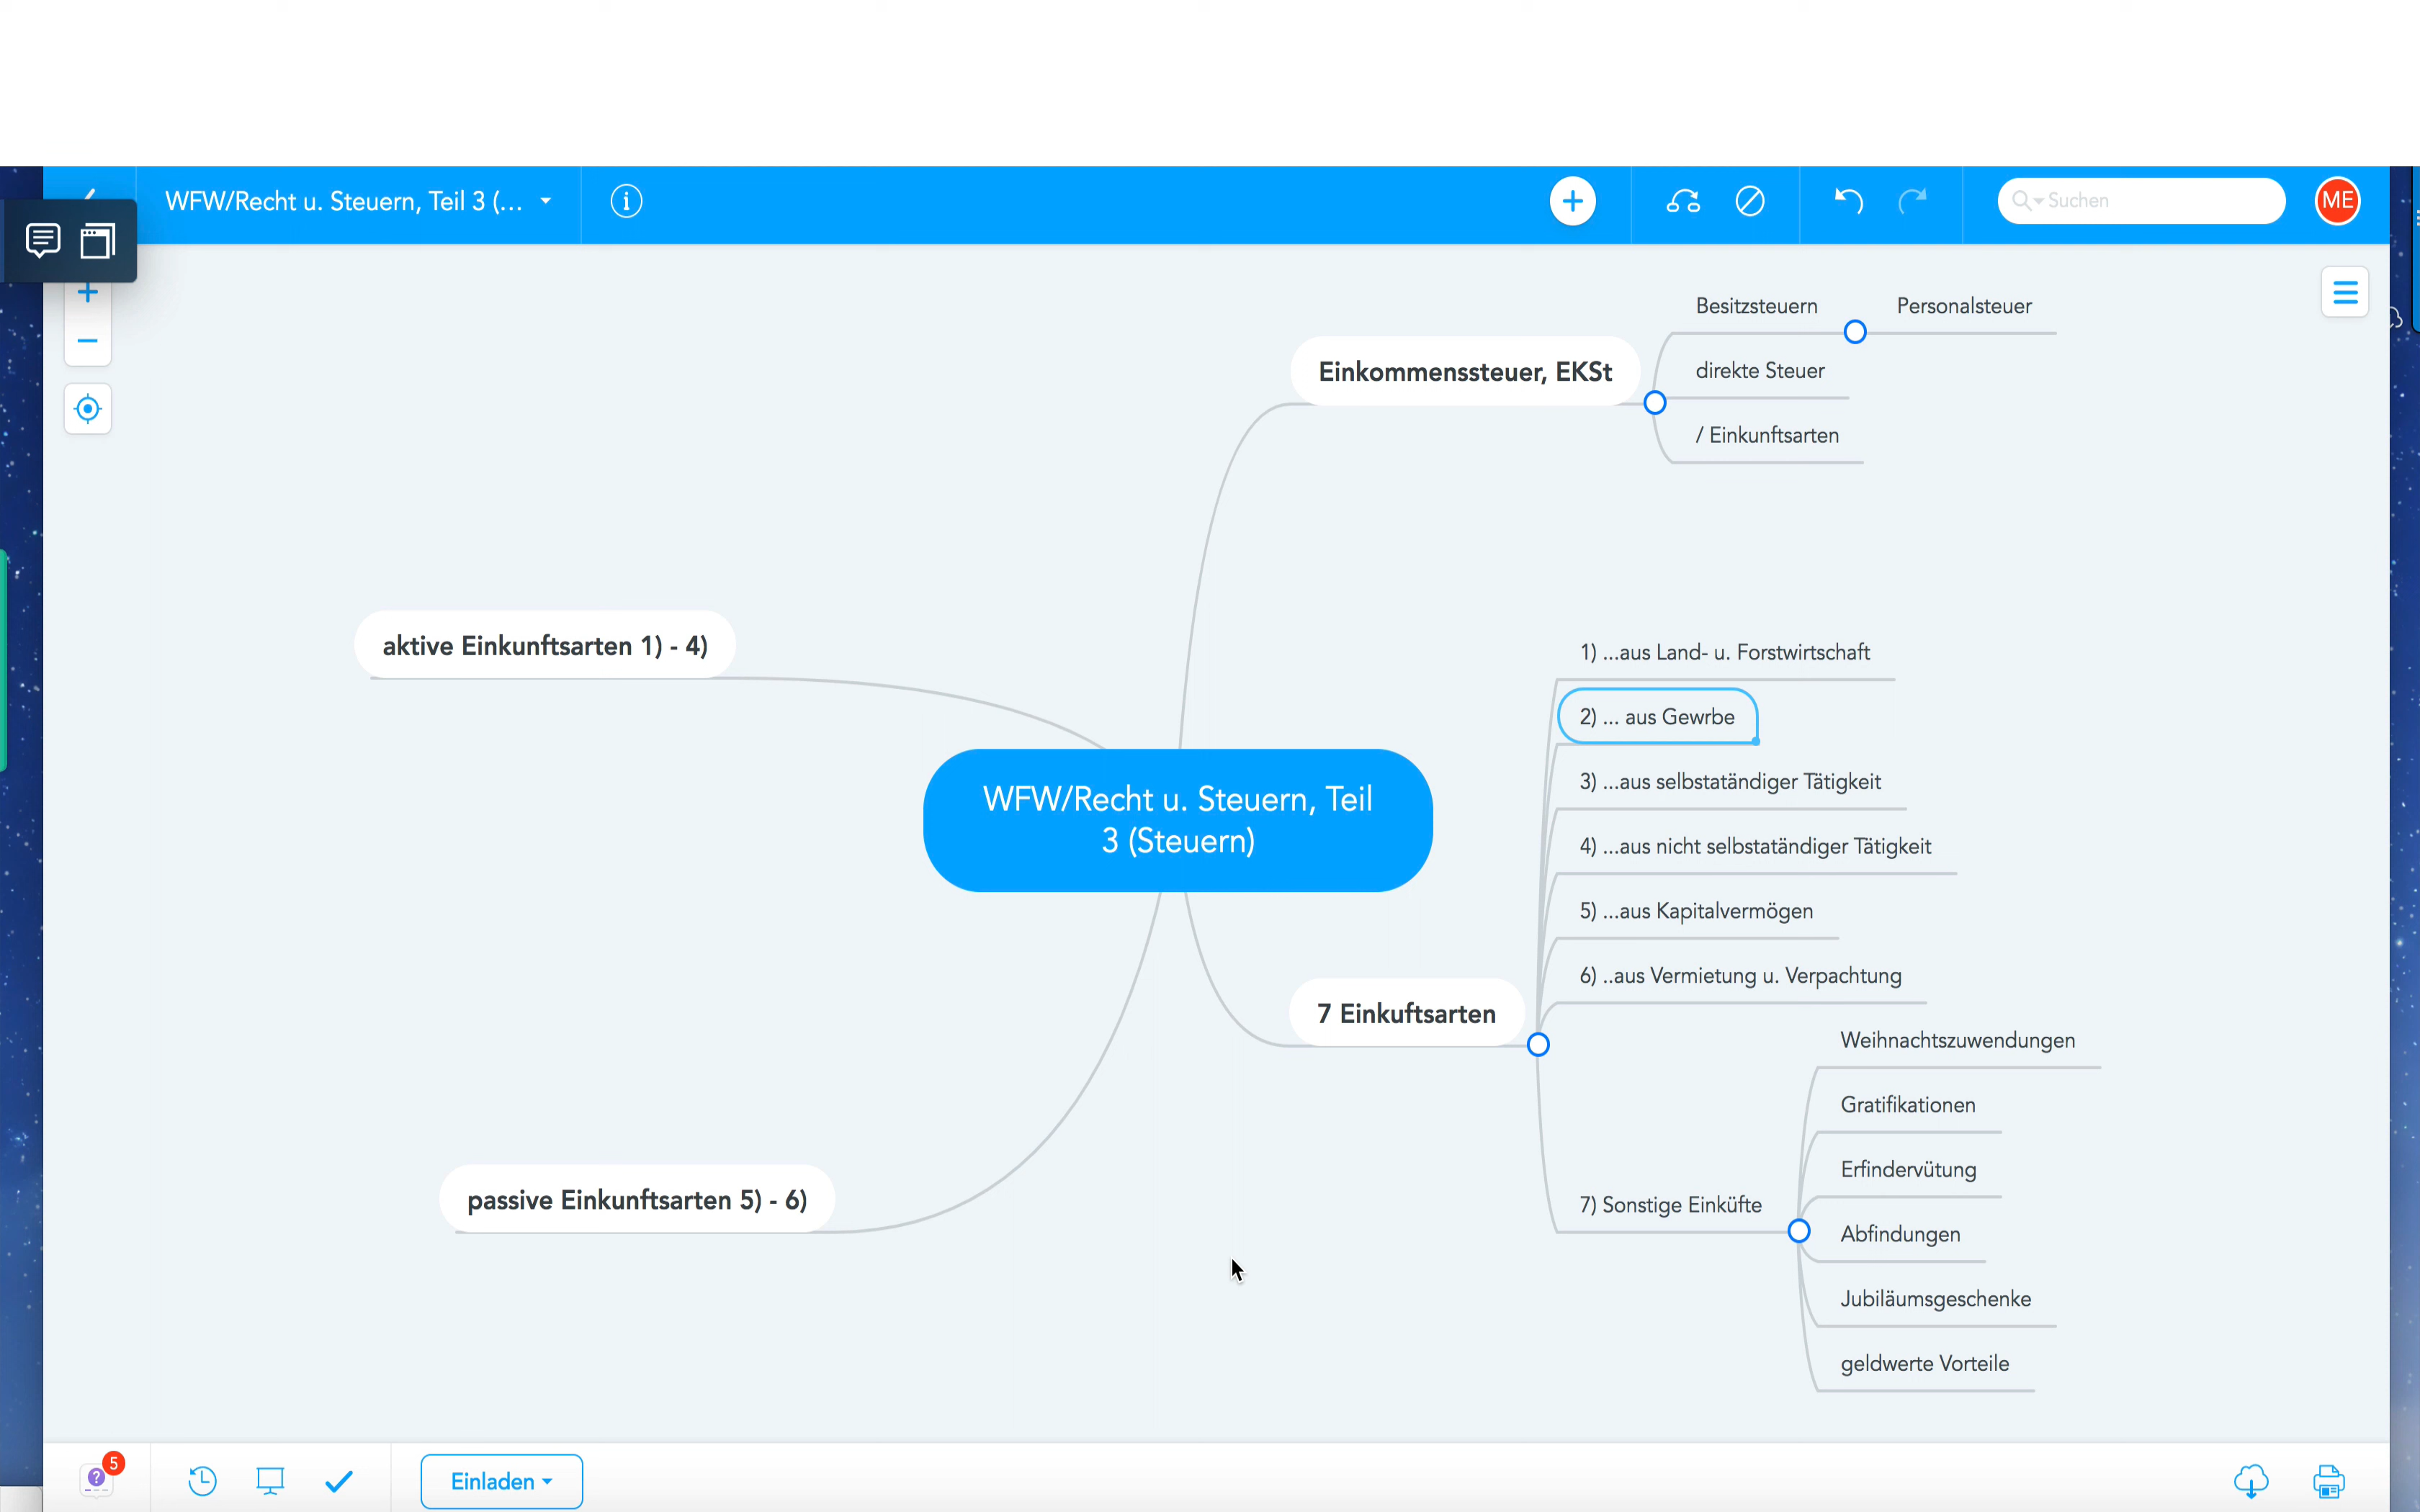 WFW/Recht u. Steuern, Teil 3 (...
Suchen
ME
Besitzsteuern
Personalsteuer
Einkommenssteuer, EKSt
direkte Steuer
/ Einkunftsarten
aktive Einkunftsarten 1) - 4)
1) ...aus Land- u. Forstwirtschaft
2) ... aus Gewrbe
3) ...aus selbstatändiger Tätigkeit
WFW/Recht u. Steuern, Teil
3 (Steuern)
4) ...aus nicht selbstatändiger Tätigkeit
5) ...aus Kapitalvermögen
6) ..aus Vermietung u. Verpachtung
7 Einkuftsarten
Weihnachtszuwendungen
Gratifikationen
Erfindervütung
passive Einkunftsarten 5) - 6)
7) Sonstige Einküfte
Abfindungen
Jubiläumsgeschenke
geldwerte Vorteile
5
Einladen